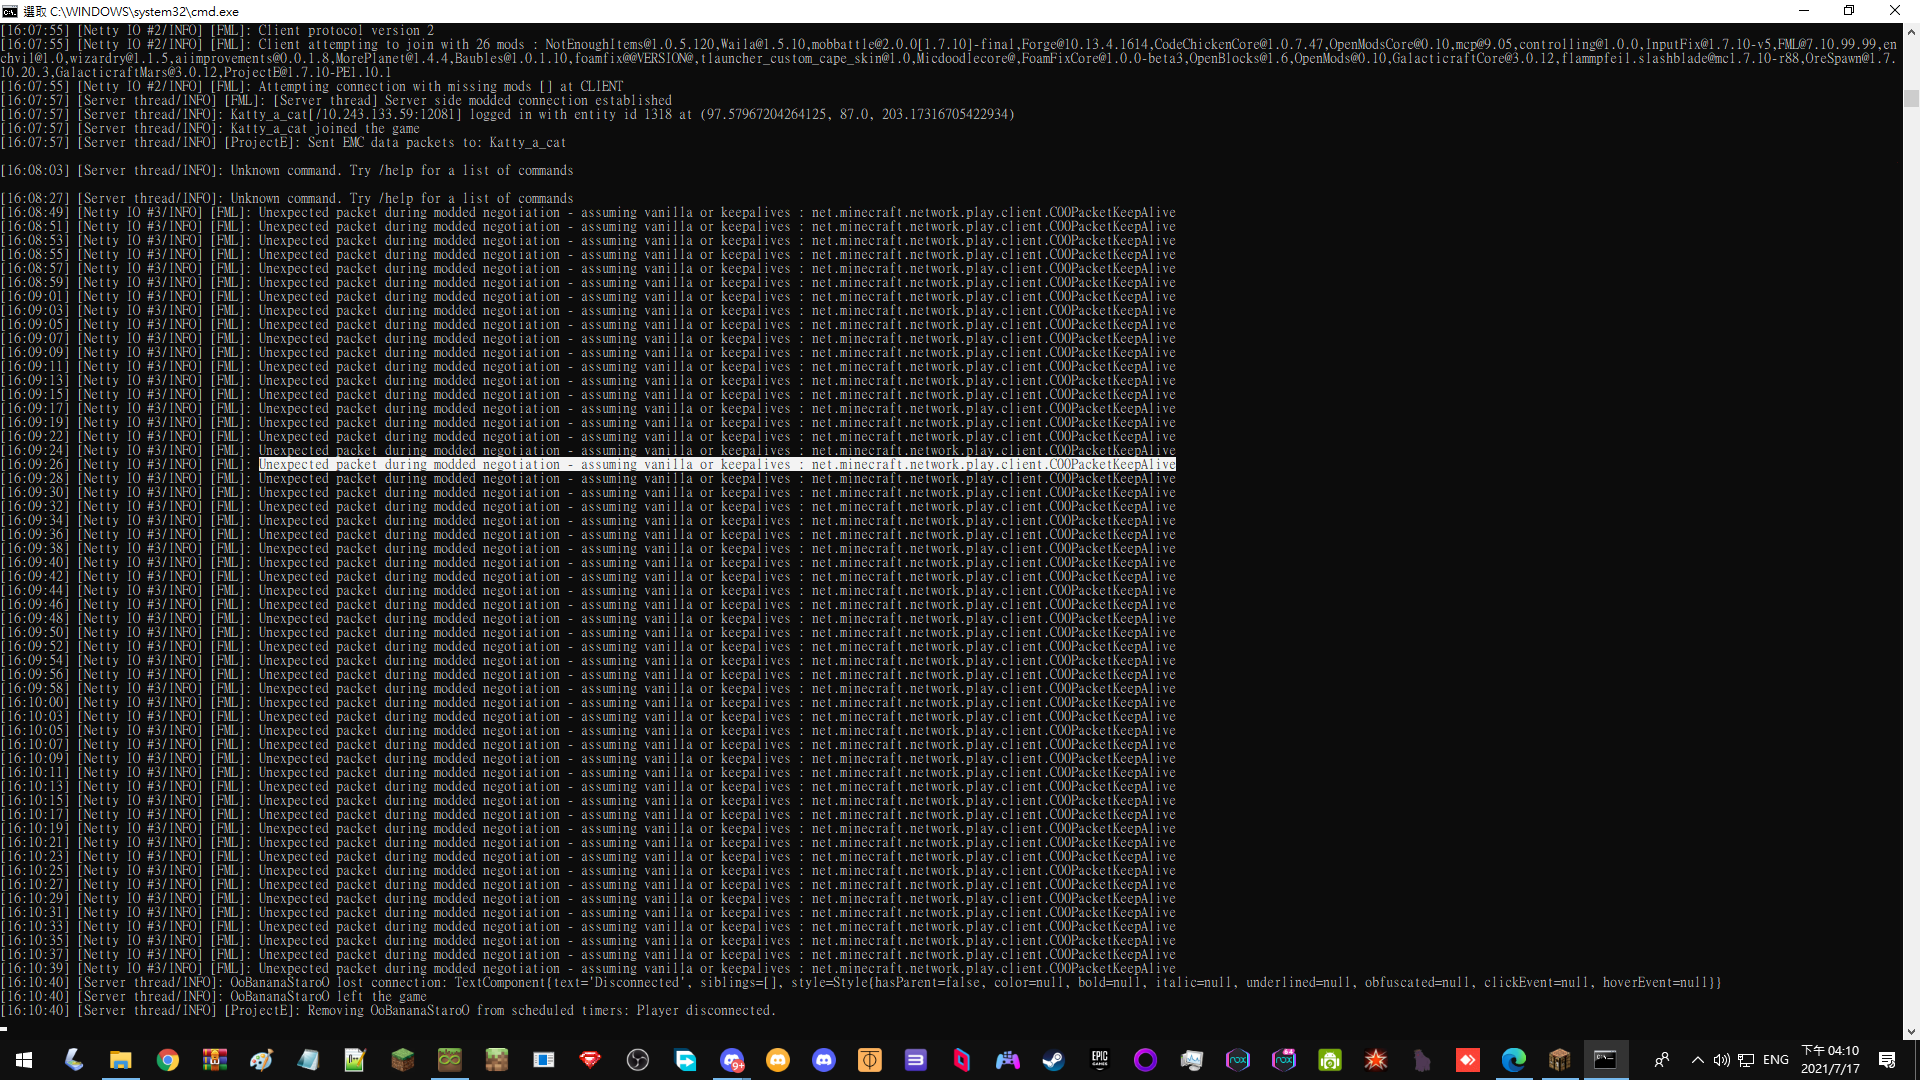 選取 C:\WINDOWS\system32\cmd.exe
[16:07:55] [Netty IO #2/INFO] [FML]: Client protocol version 2
[16:07:55] [Netty IO #2/INFO] [FML]: Client attempting to join with 26 mods : NotEnoughItems@1.0.5.120,Waila@1.5.10,mobbattle@2.0.0[1.7.10]-final,Forge@10.13.4.1614,CodeChickenCore@1.0.7.47,OpenModsCore@0.10,mcp@9.05,controlling@1.0.0,InputFix@1.7.10-v5,FML@7.10.99.99,en
chvil@1.0,wizardry@1.1.5,aiimprovements@0.0.1.8,MorePlanet@1.4.4,Baubles@1.0.1.10,foamfix@@VERSION@,tlauncher_custom_cape_skin@1.0,Micdoodlecore@,FoamFixCore@1.0.0-beta3,OpenBlocks@1.6,OpenMods@0.10,GalacticraftCore@3.0.12,flammpfeil.slashblade@mc1.7.10-r88,OreSpawn@1.7.
10.20.3,GalacticraftMars@3.0.12,ProjectE@1.7.10-PE1.10.1
[16:07:55] [Netty IO #2/INFO] [FML]: Attempting connection with missing mods [] at CLIENT
[16:07:57] [Server thread/INFO] [FML]: [Server thread] Server side modded connection established
[16:07:57] [Server thread/INFO]: Katty_a_cat[/10.243.133.59:12081] logged in with entity id 1318 at (97.57967204264125, 87.0, 203.17316705422934)
[16:07:57] [Server thread/INFO]: Katty_a_cat joined the game
[16:07:57] [Server thread/INFO] [ProjectE]: Sent EMC data packets to: Katty_a_cat
[16:08:03] [Server thread/INFO]: Unknown command. Try /help for a list of commands
[16:08:27] [Server thread/INFO]: Unknown command. Try /help for a list of commands
[16:08:49] [Netty IO #3/INFO] [FML]: Unexpected packet during modded negotiation - assuming vanilla or keepalives : net.minecraft.network.play.client.C00PacketKeepAlive
[16:08:51] [Netty IO #3/INFO] [FML]: Unexpected packet during modded negotiation - assuming vanilla or keepalives : net.minecraft.network.play.client.C00PacketKeepAlive
[16:08:53] [Netty IO #3/INFO] [FML]: Unexpected packet during modded negotiation - assuming vanilla or keepalives : net.minecraft.network.play.client.C00PacketKeepAlive
[16:08:55] [Netty IO #3/INFO] [FML]: Unexpected packet during modded negotiation - assuming vanilla or keepalives : net.minecraft.network.play.client.C00PacketKeepAlive
[16:08:57] [Netty IO #3/INFO] [FML]: Unexpected packet during modded negotiation - assuming vanilla or keepalives : net.minecraft.network.play.client.C00PacketKeepAlive
[16:08:59] [Netty IO #3/INFO] [FML]: Unexpected packet during modded negotiation - assuming vanilla or keepalives : net.minecraft.network.play.client.C00PacketKeepAlive
[16:09:01] [Netty IO #3/INFO] [FML]: Unexpected packet during modded negotiation - assuming vanilla or keepalives : net.minecraft.network.play.client.C00PacketKeepAlive
[16:09:03] [Netty IO #3/INFO] [FML]: Unexpected packet during modded negotiation - assuming vanilla or keepalives : net.minecraft.network.play.client.C00PacketKeepAlive
[16:09:05] [Netty IO #3/INFO] [FML]: Unexpected packet during modded negotiation - assuming vanilla or keepalives : net.minecraft.network.play.client.C00PacketKeepAlive
[16:09:07] [Netty IO #3/INFO] [FML]: Unexpected packet during modded negotiation - assuming vanilla or keepalives : net.minecraft.network.play.client.C00PacketKeepAlive
[16:09:09] [Netty IO #3/INFO] [FML]: Unexpected packet during modded negotiation - assuming vanilla or keepalives : net.minecraft.network.play.client.C00PacketKeepAlive
[16:09:11] [Netty IO #3/INFO] [FML]: Unexpected packet during modded negotiation - assuming vanilla or keepalives : net.minecraft.network.play.client.C00PacketKeepAlive
[16:09:13] [Netty IO #3/INFO] [FML]: Unexpected packet during modded negotiation - assuming vanilla or keepalives : net.minecraft.network.play.client.C00PacketKeepAlive
[16:09:15] [Netty IO #3/INFO] [FML]: Unexpected packet during modded negotiation - assuming vanilla or keepalives : net.minecraft.network.play.client.C00PacketKeepAlive
[16:09:17] [Netty IO #3/INFO] [FML]: Unexpected packet during modded negotiation - assuming vanilla or keepalives : net.minecraft.network.play.client.C00PacketKeepAlive
[16:09:19] [Netty IO #3/INFO] [FML]: Unexpected packet during modded negotiation - assuming vanilla or keepalives : net.minecraft.network.play.client.C00PacketKeepAlive
[16:09:22] [Netty IO #3/INFO] [FML]: Unexpected packet during modded negotiation - assuming vanilla or keepalives : net.minecraft.network.play.client.C00PacketKeepAlive
[16:09:24] [Netty IO #3/INFO] [FML]: Unexpected packet during modded negotiation - assuming vanilla or keepalives : net.minecraft.network.play.client.C00PacketKeepAlive
[16:09:26] [Netty IO #3/INFO] [FML]: Unexpected packet during modded negotiation - assuming vanilla or keepalives : net.minecraft.network.play.client.C00PacketKeepAlive
[16:09:28] [Netty IO #3/INFO] [FML]: Unexpected packet during modded negotiation - assuming vanilla or keepalives : net.minecraft.network.play.client.C00PacketKeepAlive
[16:09:30] [Netty IO #3/INFO] [FML]: Unexpected packet during modded negotiation - assuming vanilla or keepalives : net.minecraft.network.play.client.C00PacketKeepAlive
[16:09:32] [Netty IO #3/INFO] [FML]: Unexpected packet during modded negotiation - assuming vanilla or keepalives : net.minecraft.network.play.client.C00PacketKeepAlive
[16:09:34] [Netty IO #3/INFO] [FML]: Unexpected packet during modded negotiation - assuming vanilla or keepalives : net.minecraft.network.play.client.C00PacketKeepAlive
[16:09:36] [Netty IO #3/INFO] [FML]: Unexpected packet during modded negotiation - assuming vanilla or keepalives : net.minecraft.network.play.client.C00PacketKeepAlive
[16:09:38] [Netty IO #3/INFO] [FML]: Unexpected packet during modded negotiation - assuming vanilla or keepalives : net.minecraft.network.play.client.C00PacketKeepAlive
[16:09:40] [Netty IO #3/INFO] [FML]: Unexpected packet during modded negotiation - assuming vanilla or keepalives : net.minecraft.network.play.client.C00PacketKeepAlive
[16:09:42] [Netty IO #3/INFO] [FML]: Unexpected packet during modded negotiation - assuming vanilla or keepalives : net.minecraft.network.play.client.C00PacketKeepAlive
[16:09:44] [Netty IO #3/INFO] [FML]: Unexpected packet during modded negotiation - assuming vanilla or keepalives : net.minecraft.network.play.client.C00PacketKeepAlive
[16:09:46] [Netty IO #3/INFO] [FML]: Unexpected packet during modded negotiation - assuming vanilla or keepalives : net.minecraft.network.play.client.C00PacketKeepAlive
[16:09:48] [Netty IO #3/INFO] [FML]: Unexpected packet during modded negotiation - assuming vanilla or keepalives : net.minecraft.network.play.client.C00PacketKeepAlive
[16:09:50] [Netty IO #3/INFO] [FML]: Unexpected packet during modded negotiation - assuming vanilla or keepalives : net.minecraft.network.play.client.C00PacketKeepAlive
[16:09:52] [Netty IO #3/INFO] [FML]: Unexpected packet during modded negotiation - assuming vanilla or keepalives : net.minecraft.network.play.client.C00PacketKeepAlive
[16:09:54] [Netty IO #3/INFO] [FML]: Unexpected packet during modded negotiation - assuming vanilla or keepalives : net.minecraft.network.play.client.C00PacketKeepAlive
[16:09:56] [Netty IO #3/INFO] [FML]: Unexpected packet during modded negotiation - assuming vanilla or keepalives : net.minecraft.network.play.client.C00PacketKeepAlive
[16:09:58] [Netty IO #3/INFO] [FML]: Unexpected packet during modded negotiation - assuming vanilla or keepalives : net.minecraft.network.play.client.C00PacketKeepAlive
[16:10:00] [Netty IO #3/INFO] [FML]: Unexpected packet during modded negotiation - assuming vanilla or keepalives : net.minecraft.network.play.client.C00PacketKeepAlive
[16:10:03] [Netty IO #3/INFO] [FML]: Unexpected packet during modded negotiation - assuming vanilla or keepalives : net.minecraft.network.play.client.C00PacketKeepAlive
[16:10:05] [Netty IO #3/INFO] [FML]: Unexpected packet during modded negotiation - assuming vanilla or keepalives : net.minecraft.network.play.client.C00PacketKeepAlive
[16:10:07] [Netty IO #3/INFO] [FML]: Unexpected packet during modded negotiation - assuming vanilla or keepalives : net.minecraft.network.play.client.C00PacketKeepAlive
[16:10:09] [Netty IO #3/INFO] [FML]: Unexpected packet during modded negotiation - assuming vanilla or keepalives : net.minecraft.network.play.client.C00PacketKeepAlive
[16:10:11] [Netty IO #3/INFO] [FML]: Unexpected packet during modded negotiation - assuming vanilla or keepalives : net.minecraft.network.play.client.C00PacketKeepAlive
[16:10:13] [Netty IO #3/INFO] [FML]: Unexpected packet during modded negotiation - assuming vanilla or keepalives : net.minecraft.network.play.client.C00PacketKeepAlive
[16:10:15] [Netty IO #3/INFO] [FML]: Unexpected packet during modded negotiation - assuming vanilla or keepalives : net.minecraft.network.play.client.C00PacketKeepAlive
[16:10:17] [Netty IO #3/INFO] [FML]: Unexpected packet during modded negotiation - assuming vanilla or keepalives : net.minecraft.network.play.client.C00PacketKeepAlive
[16:10:19] [Netty IO #3/INFO] [FML]: Unexpected packet during modded negotiation - assuming vanilla or keepalives : net.minecraft.network.play.client.C00PacketKeepAlive
[16:10:21] [Netty IO #3/INFO] [FML]: Unexpected packet during modded negotiation - assuming vanilla or keepalives : net.minecraft.network.play.client.C00PacketKeepAlive
[16:10:23] [Netty IO #3/INFO] [FML]: Unexpected packet during modded negotiation - assuming vanilla or keepalives : net.minecraft.network.play.client.C00PacketKeepAlive
[16:10:25] [Netty IO #3/INFO] [FML]: Unexpected packet during modded negotiation - assuming vanilla or keepalives : net.minecraft.network.play.client.C00PacketKeepAlive
[16:10:27] [Netty IO #3/INFO] [FML]: Unexpected packet during modded negotiation - assuming vanilla or keepalives : net.minecraft.network.play.client.C00PacketKeepAlive
[16:10:29] [Netty IO #3/INFO] [FML]: Unexpected packet during modded negotiation - assuming vanilla or keepalives : net.minecraft.network.play.client.C00PacketKeepAlive
[16:10:31] [Netty IO #3/INFO] [FML]: Unexpected packet during modded negotiation - assuming vanilla or keepalives : net.minecraft.network.play.client.C00PacketKeepAlive
[16:10:33] [Netty IO #3/INFO] [FML]: Unexpected packet during modded negotiation - assuming vanilla or keepalives : net.minecraft.network.play.client.C00PacketKeepAlive
[16:10:35] [Netty IO #3/INFO] [FML]: Unexpected packet during modded negotiation - assuming vanilla or keepalives : net.minecraft.network.play.client.C00PacketKeepAlive
[16:10:37] [Netty IO #3/INFO] [FML]: Unexpected packet during modded negotiation - assuming vanilla or keepalives : net.minecraft.network.play.client.C00PacketKeepAlive
[16:10:39] [Netty IO #3/INFO] [FML]: Unexpected packet during modded negotiation - assuming vanilla or keepalives : net.minecraft.network.play.client.C00PacketKeepAlive
[16:10:40] [Server thread/INFO]: OoBananaStaroO lost connection: TextComponent{text='Disconnected', siblings=[], style=Style{hasParent=false, color=null, bold=null, italic=null, underlined=null, obfuscated=null, clickEvent=null, hoverEvent=null}}
[16:10:40] [Server thread/INFO]: OoBananaStaroO left the game
[16:10:40] [Server thread/INFO] [ProjectE]: Removing OoBananaStaroO from scheduled timers: Player disconnected.
9+
EPIC GAMES
nox
nox 64
ENG
下午 04:10
2021/7/17